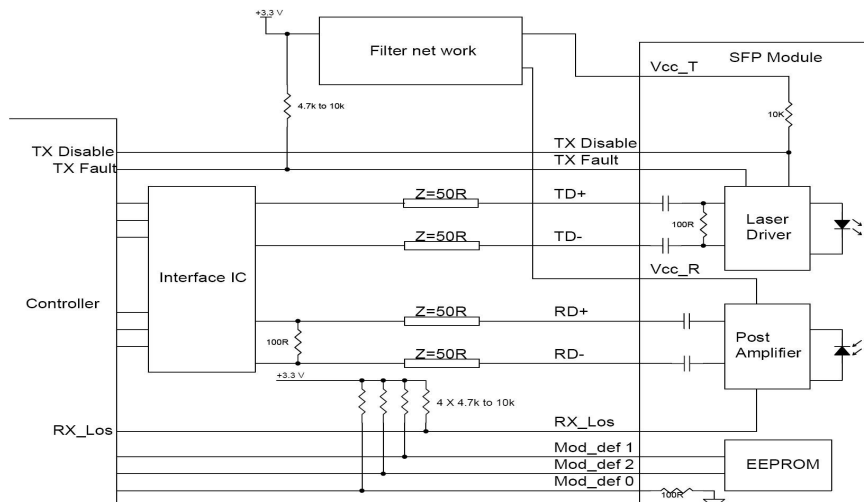 +3.3 V
Filter net work
SFP Module
Vcc_T
4.7k to 10k
10K
TX Disable
TX Disable
TX Fault
TX Fault
Z=50R
TD+
100R
Laser
Driver
Z=50R
TD-
Vcc_R
Interface IC
Controller
Z=50R
RD+
100R
Post
Amplifier
Z=50R
RD-
+3.3 V
4 X 4.7k to 10k
RX_Los
RX_Los
Mod_def 1
EEPROM
Mod_def 2
Mod_def 0
100R